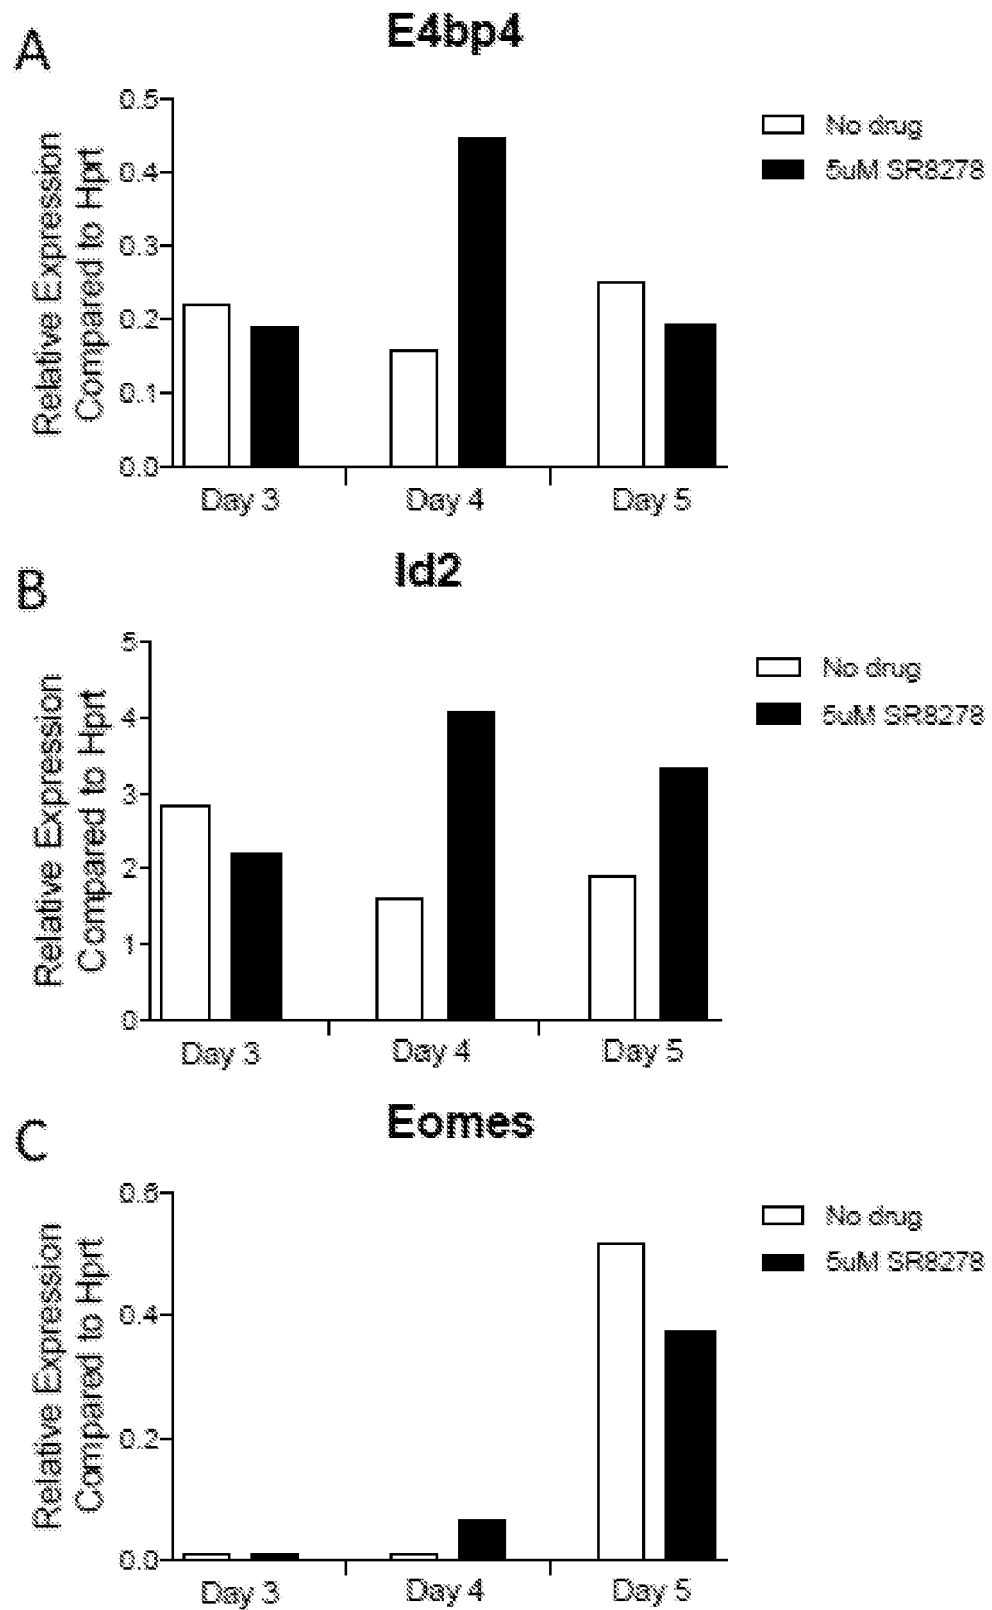 A
E4bp4
Relative Expression
Compared to Hprt
0.5
0.4
0.3
0.2
0.1
0.0
No drug
5uM SR8278
Day 3 Day 4 Day 5
B
Id2
Relative Expression
Compared to Hprt
5
4
3
2
1
0
No drug
5uM SR8278
Day 3 Day 4 Day 5
C
Eomes
Relative Expression
Compared to Hprt
0.6
0.4
0.2
0.0
No drug
5uM SR8278
Day 3 Day 4 Day 5